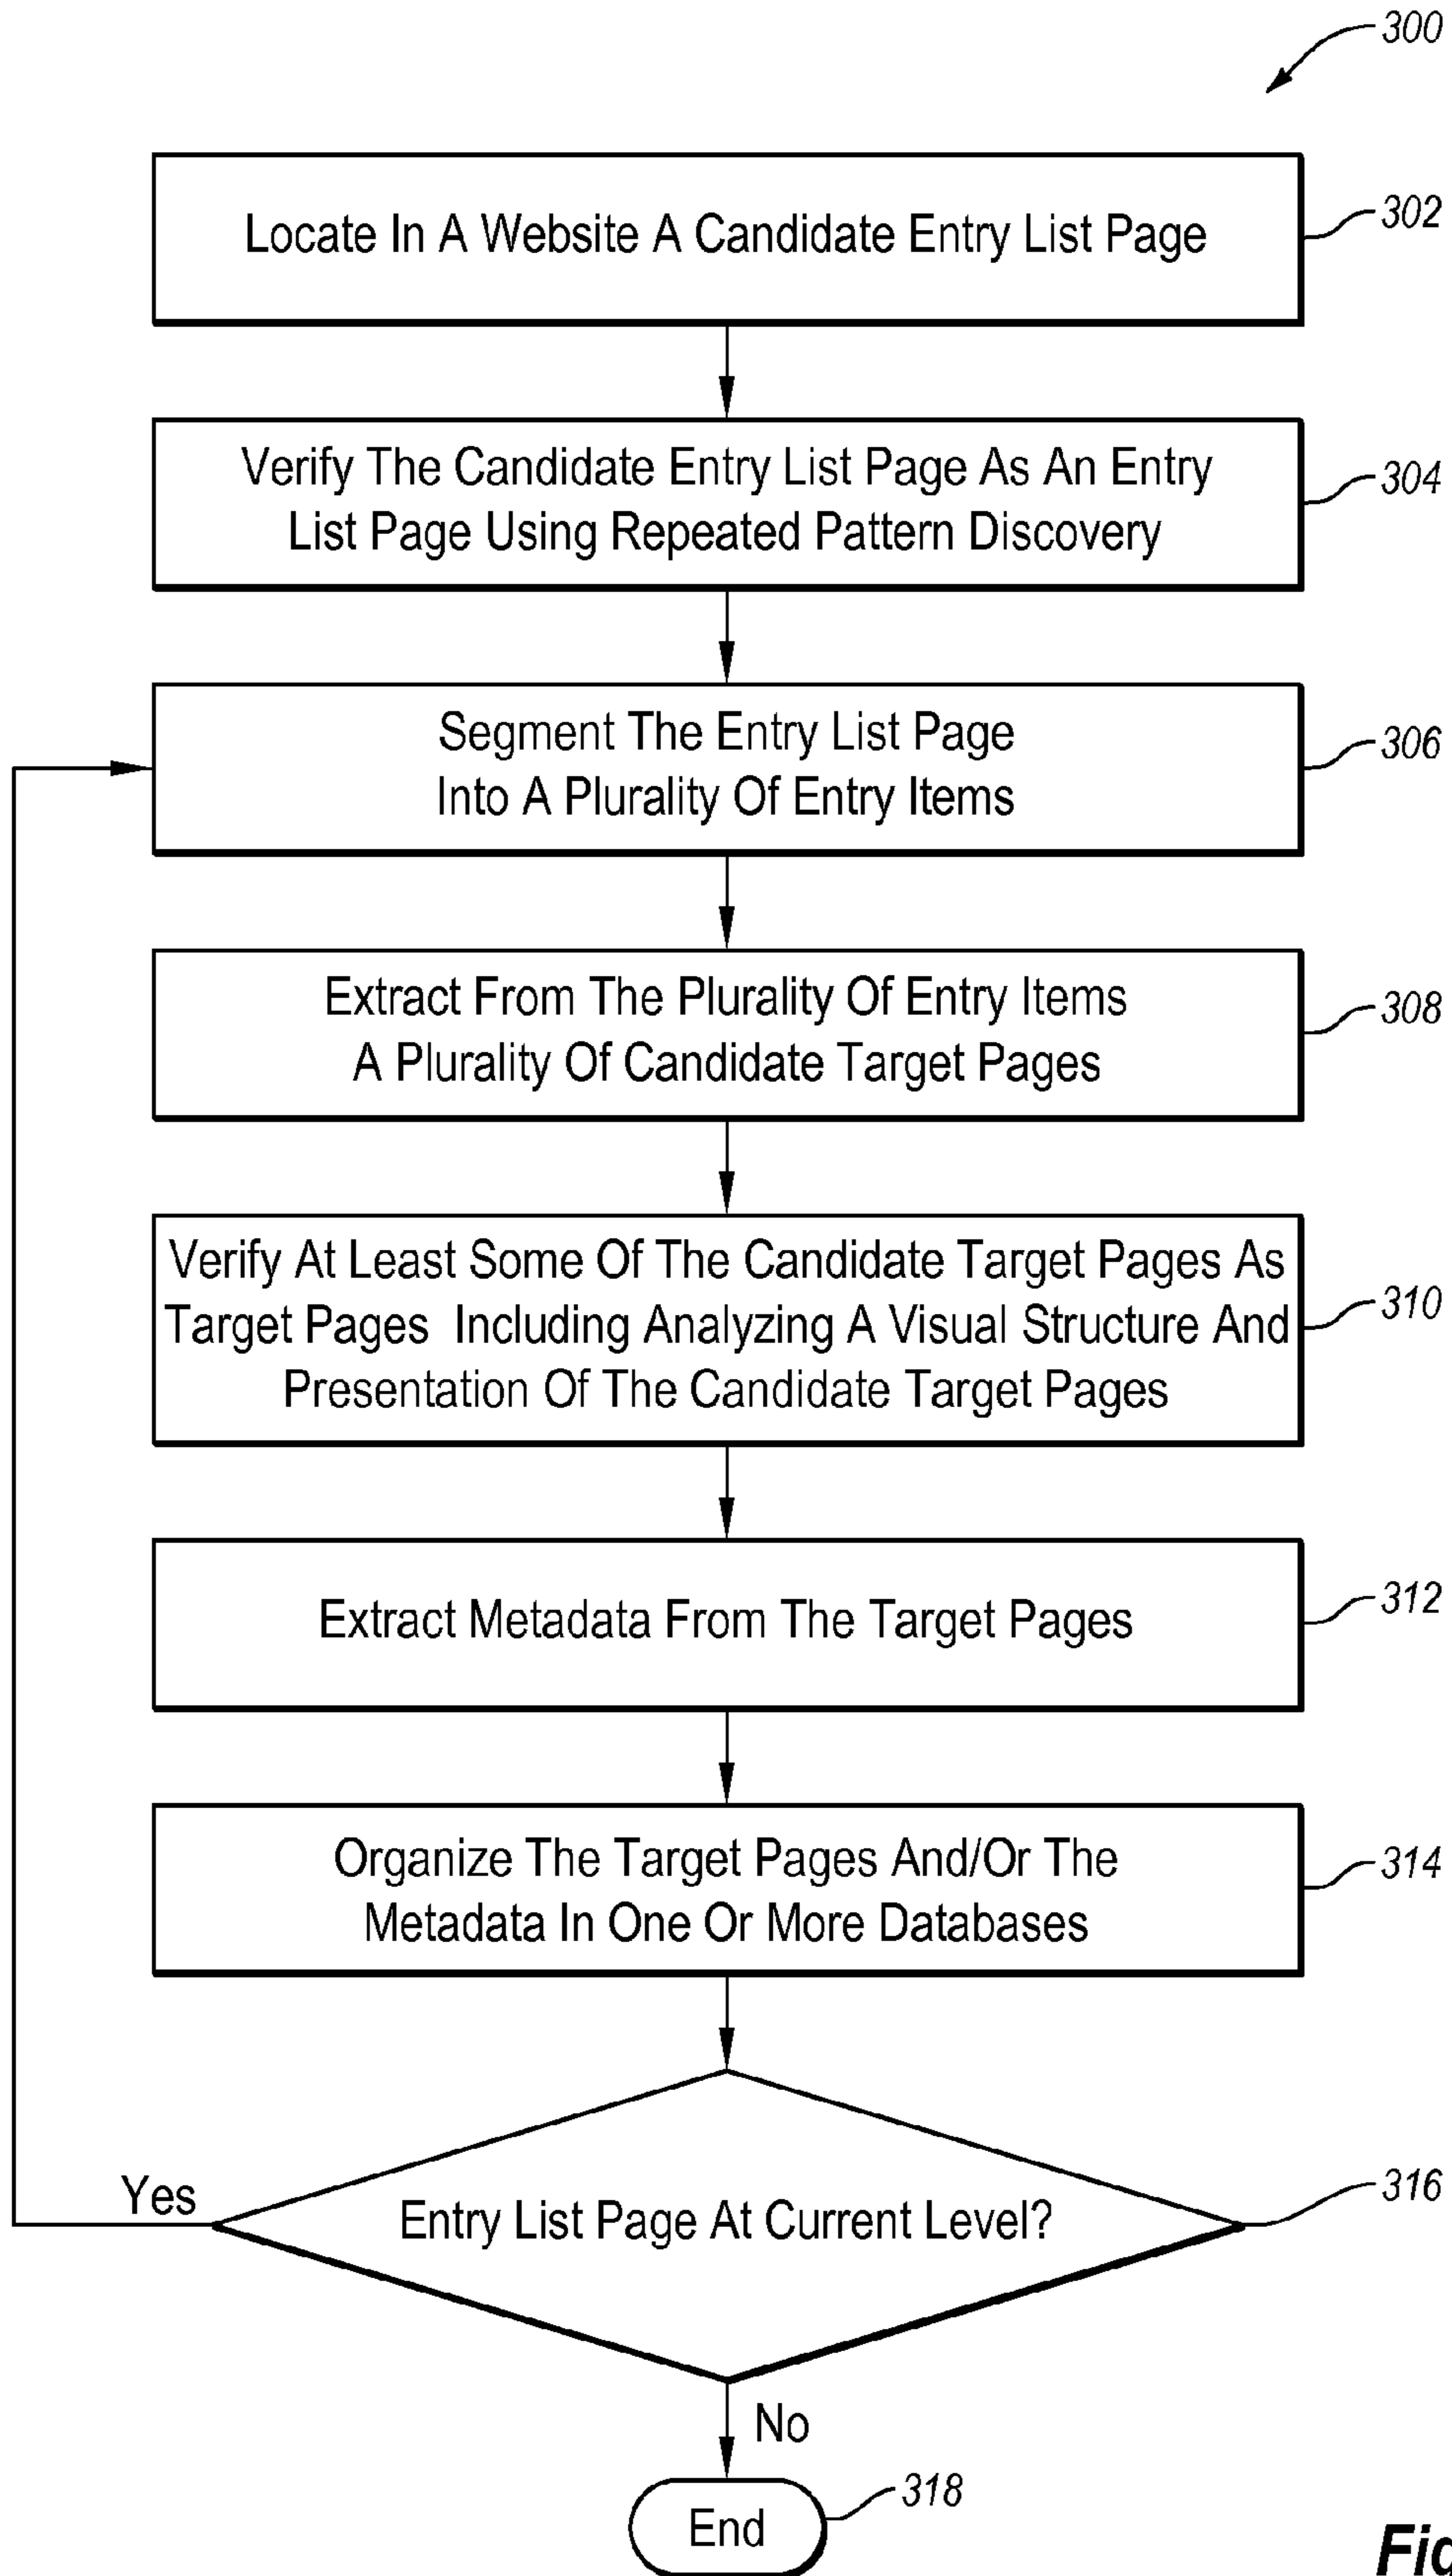 300
Locate In A Website A Candidate Entry List Page
302
Verify The Candidate Entry List Page As An Entry
List Page Using Repeated Pattern Discovery
304
Segment The Entry List Page
Into A Plurality Of Entry Items
306
Extract From The Plurality Of Entry Items
A Plurality Of Candidate Target Pages
308
Verify At Least Some Of The Candidate Target Pages As
Target Pages Including Analyzing A Visual Structure And
Presentation Of The Candidate Target Pages
310
Extract Metadata From The Target Pages
312
Organize The Target Pages And/Or The
Metadata In One Or More Databases
314
Entry List Page At Current Level?
316
Yes
No
End
318